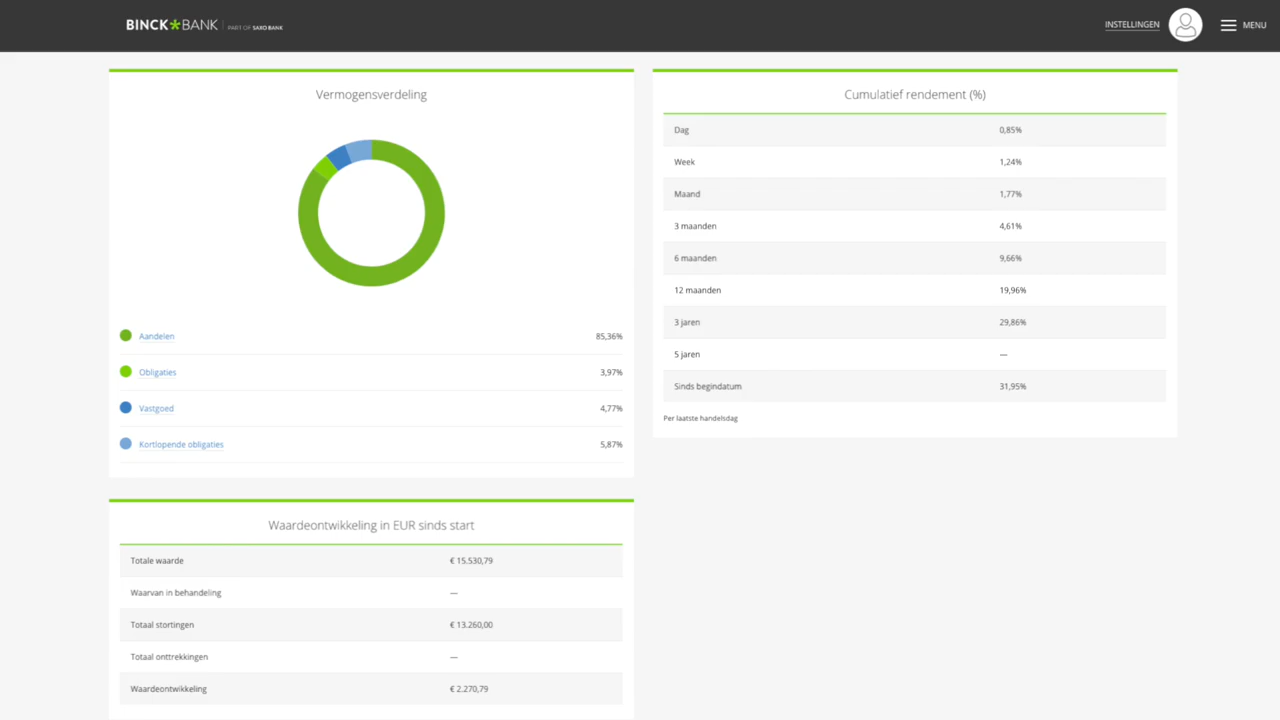 BINCK*BANK | PART OF SAXO BANK
INSTELLINGEN
MENU
Vermogensverdeling
Aandelen 85,36%
Obligaties 3,97%
Vastgoed 4,77%
Kortlopende obligaties 5,87%
Cumulatief rendement (%)
Dag 0,85%
Week 1,24%
Maand 1,77%
3 maanden 4,61%
6 maanden 9,66%
12 maanden 19,96%
3 jaren 29,86%
5 jaren —
Sinds begindatum 31,95%
Per laatste handelsdag
Waardeontwikkeling in EUR sinds start
Totale waarde € 15.530,79
Waarvan in behandeling —
Totaal stortingen € 13.260,00
Totaal onttrekkingen —
Waardeontwikkeling € 2.270,79